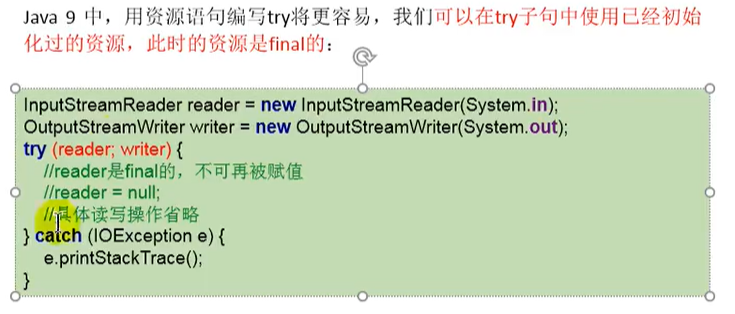 Java 9 中，用资源语句编写try将更容易，我们可以在try子句中使用已经初始
化过的资源，此时的资源是final的：
InputStreamReader reader = new InputStreamReader(System.in);
OutputStreamWriter writer = new OutputStreamWriter(System.out);
try (reader; writer) {
//reader是final的，不可再被赋值
//reader = null;
//具体读写操作省略
} catch (IOException e) {
e.printStackTrace();
}